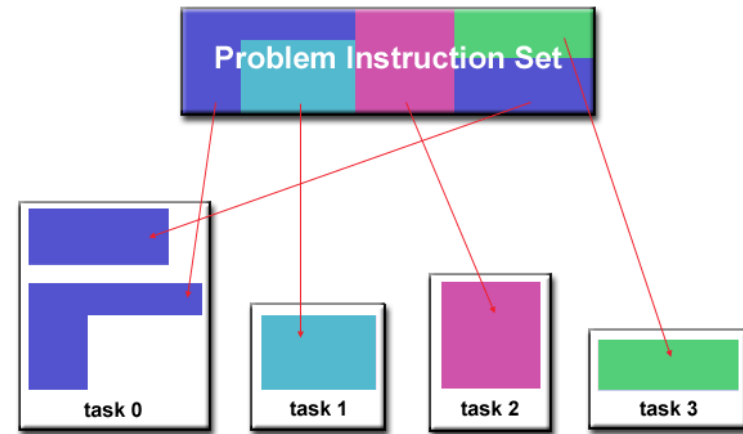 Problem Instruction Set
task 0
task 1
task 2
task 3